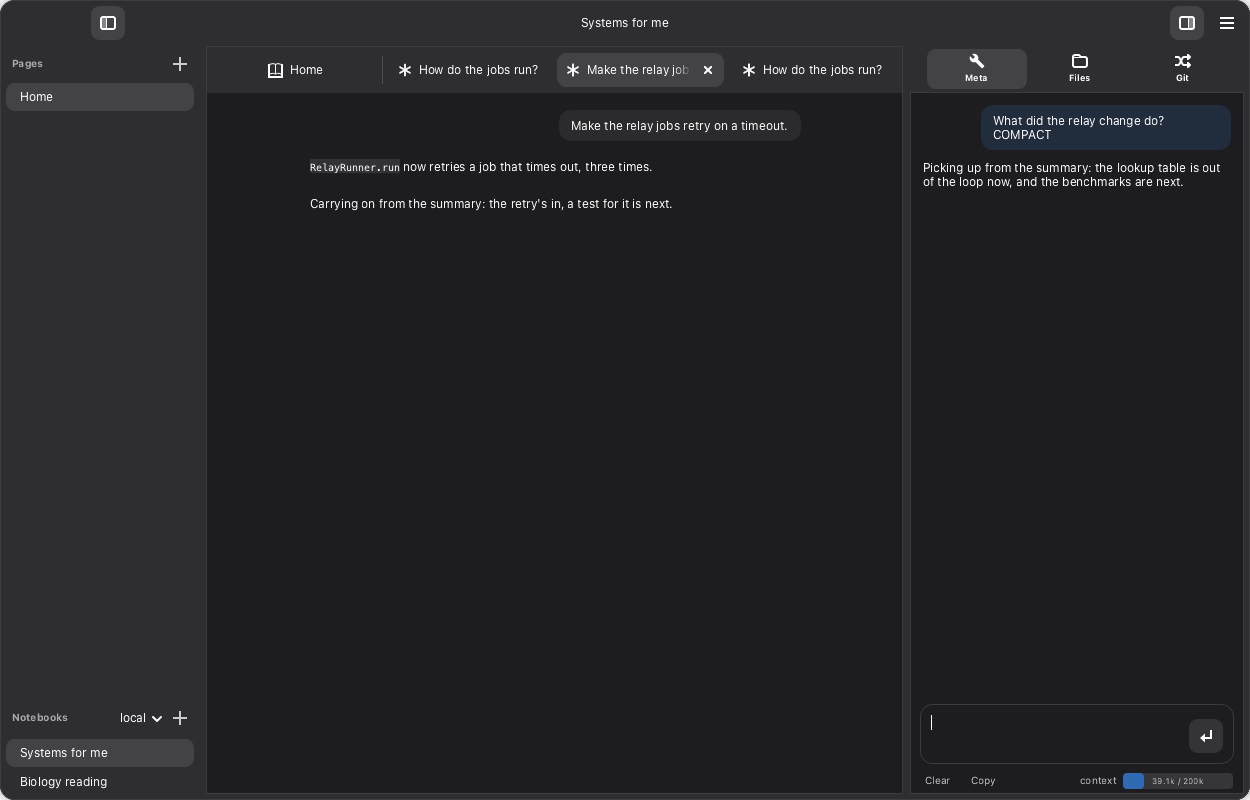 Systems for me
Pages
Home
Home
How do the jobs run?
Make the relay job
How do the jobs run?
Meta
Files
Git
Make the relay jobs retry on a timeout.
RelayRunner.run now retries a job that times out, three times.
Carrying on from the summary: the retry's in, a test for it is next.
What did the relay change do?
COMPACT
Picking up from the summary: the lookup table is out
of the loop now, and the benchmarks are next.
Notebooks
local
Systems for me
Biology reading
Clear
Copy
context
39.1k / 200k